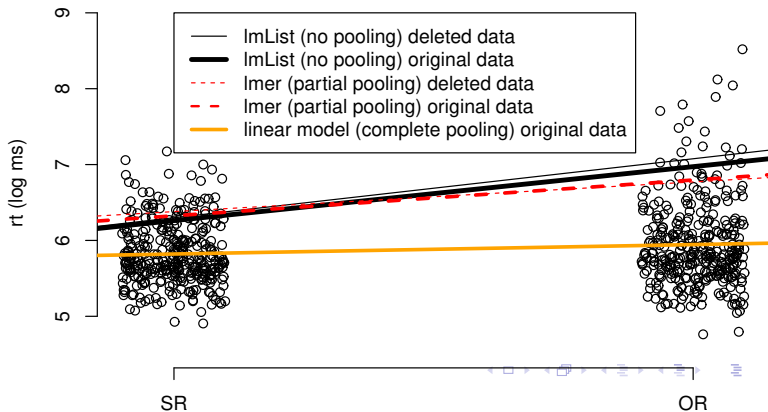 9
lmList (no pooling) deleted data
lmList (no pooling) original data
8
lmer (partial pooling) deleted data
lmer (partial pooling) original data
linear model (complete pooling) original data
7
rt (log ms)
6
5
SR OR